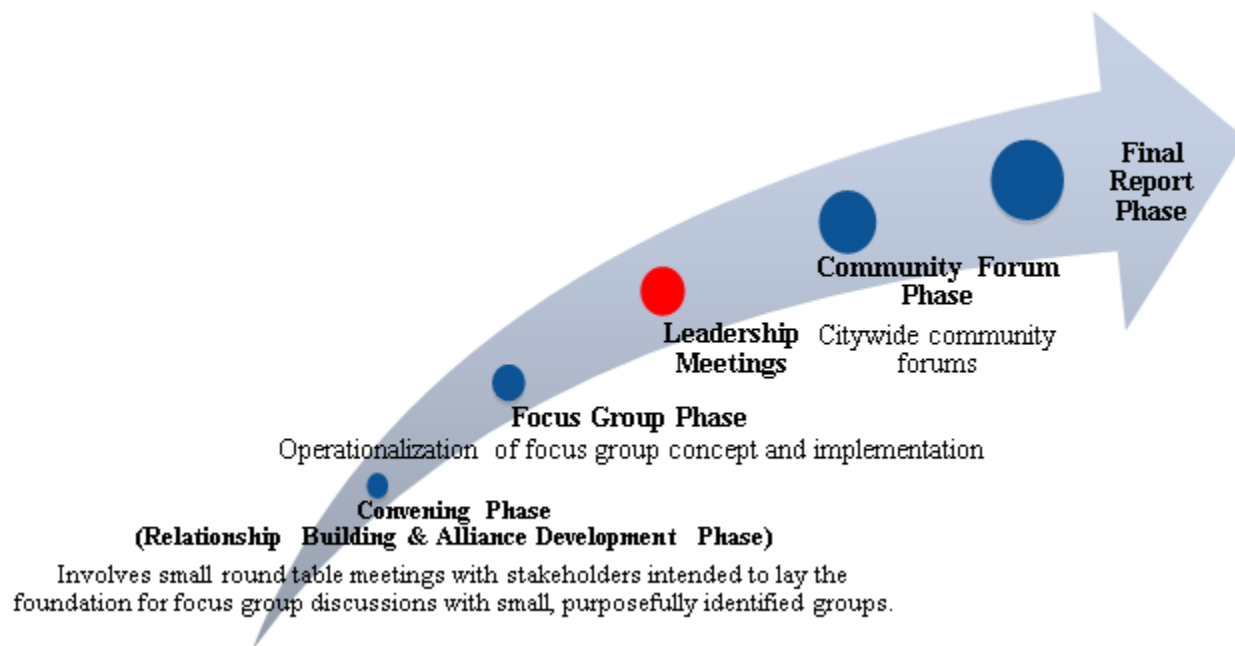 Final
Report
Phase
Community Forum
Phase
Citywide community
forums
Leadership
Meetings
Focus Group Phase
Operationalization of focus group concept and implementation
Convening Phase
(Relationship Building & Alliance Development Phase)
Involves small round table meetings with stakeholders intended to lay the
foundation for focus group discussions with small, purposefully identified groups.